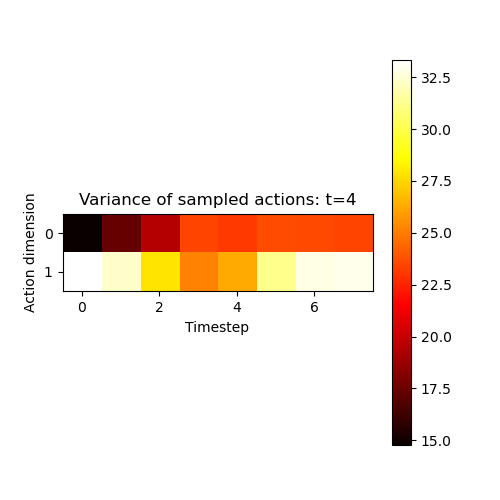 Variance of sampled actions: t=4
Action dimension
0
1
0 2 4 6
Timestep
32.5
30.0
27.5
25.0
22.5
20.0
17.5
15.0